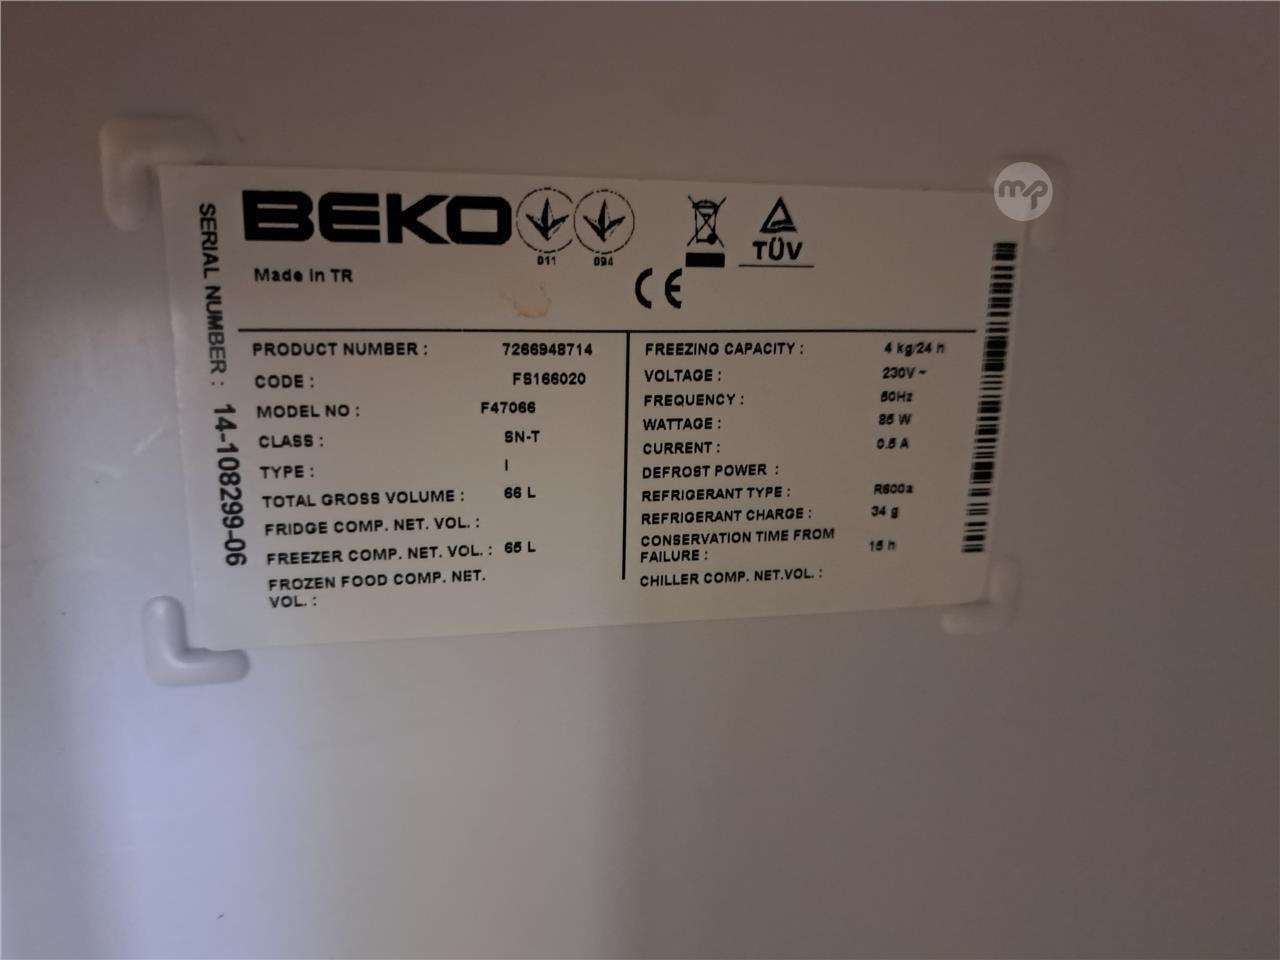 BEKO
011 094
TÜV
Made in TR
CE
SERIAL NUMBER : 14-108299-06
PRODUCT NUMBER : 7266948714
CODE : FS166020
MODEL NO : F47066
CLASS : SN-T
TYPE : I
TOTAL GROSS VOLUME : 66 L
FRIDGE COMP. NET. VOL. :
FREEZER COMP. NET. VOL. : 65 L
FROZEN FOOD COMP. NET.
VOL. :
FREEZING CAPACITY : 4 kg/24 h
VOLTAGE : 230V ~
FREQUENCY : 50Hz
WATTAGE : 85 W
CURRENT : 0.5 A
DEFROST POWER :
REFRIGERANT TYPE : R600a
REFRIGERANT CHARGE : 34 g
CONSERVATION TIME FROM
FAILURE : 15 h
CHILLER COMP. NET.VOL. :
mp